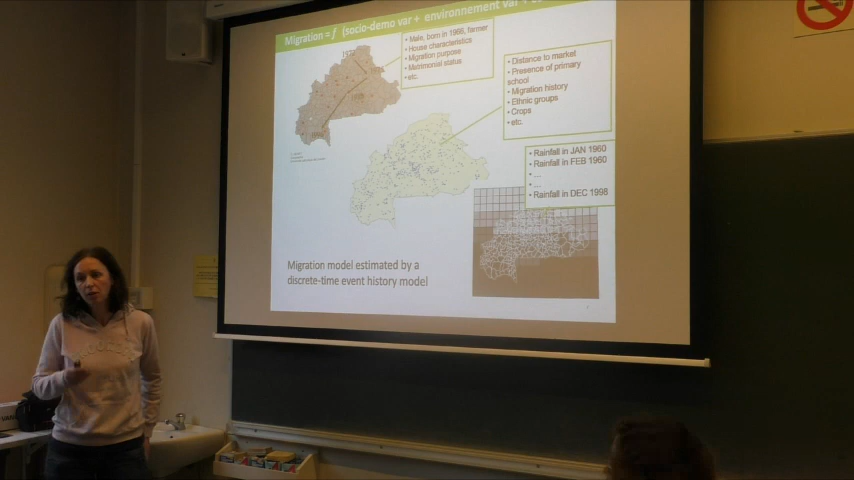 Migration = f (socio-demo var + environnement var +
• Male, born in 1966, farmer
• House characteristics
• Migration purpose
• Matrimonial status
• etc.
• Distance to market
• Presence of primary
school
• Migration history
• Ethnic groups
• Crops
• etc.
• Rainfall in JAN 1960
• Rainfall in FEB 1960
• ....
• ....
• Rainfall in DEC 1998
Migration model estimated by a
discrete-time event history model